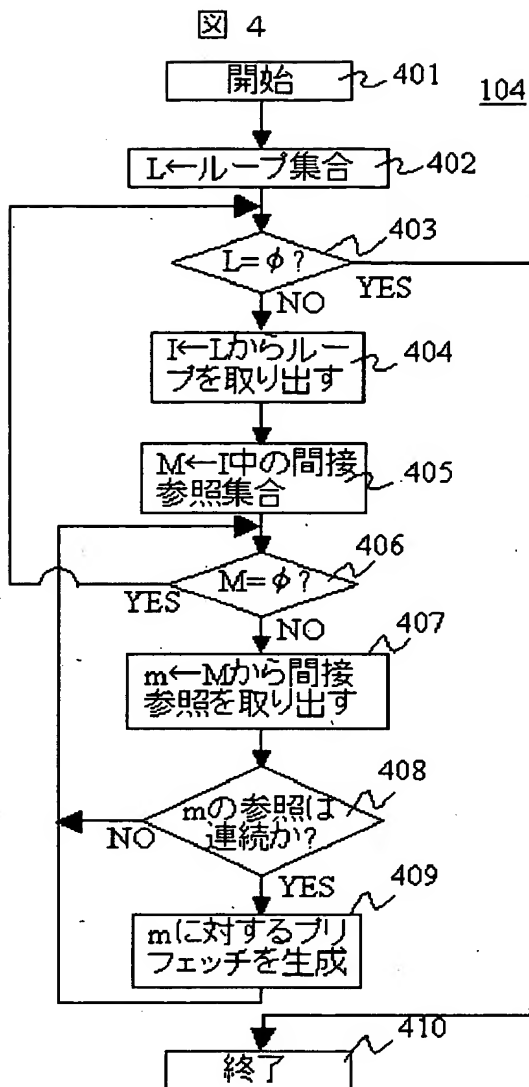 図 4
開始
401
104
L←ループ集合
402
403
L=φ?
YES
NO
I←Lからルー
プを取り出す
404
M←I中の間接
参照集合
405
406
M=φ?
YES
NO
407
m←Mから間接
参照を取り出す
408
mの参照は
連続か?
NO
YES
409
mに対するプリ
フェッチを生成
410
終了